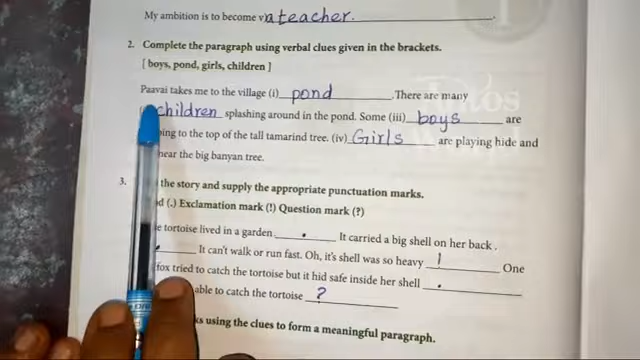 My ambition is to become a teacher.
2. Complete the paragraph using verbal clues given in the brackets.
[ boys, pond, girls, children ]
Paavai takes me to the village (i) pond .There are many
children splashing around in the pond. Some (iii) boys are
to the top of the tall tamarind tree. (iv) Girls are playing hide and
near the big banyan tree.
3. the story and supply the appropriate punctuation marks.
(.) Exclamation mark (!) Question mark (?)
tortoise lived in a garden . It carried a big shell on her back .
. It can't walk or run fast. Oh, it's shell was so heavy ! One
fox tried to catch the tortoise but it hid safe inside her shell .
able to catch the tortoise ?
using the clues to form a meaningful paragraph.